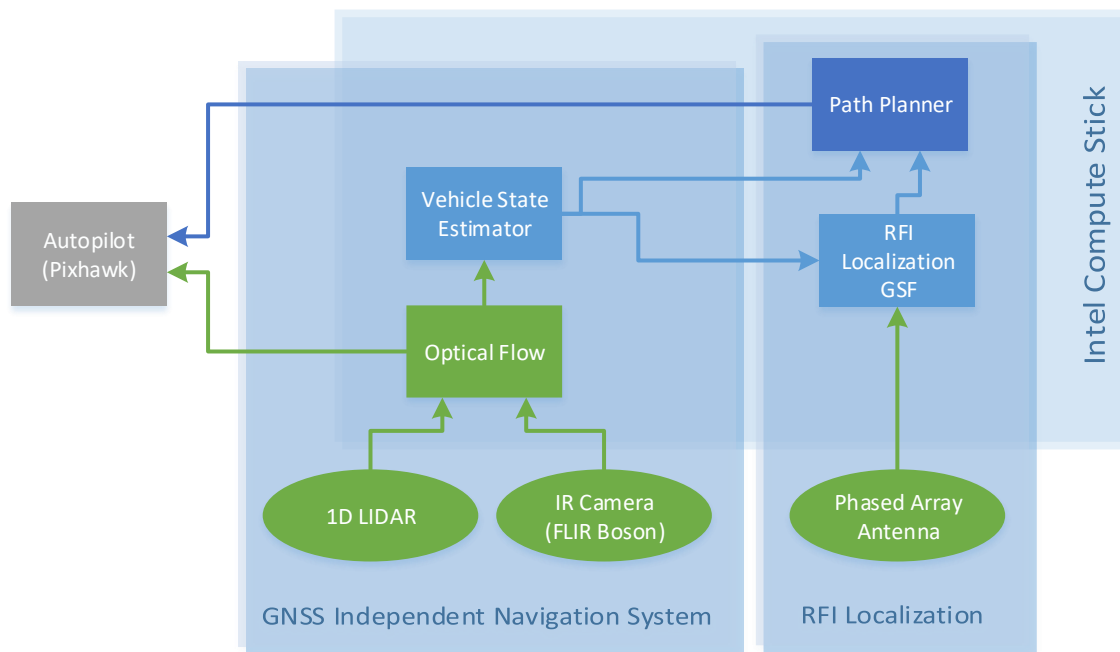 Path Planner
Vehicle State
Estimator
Autopilot
(Pixhawk)
RFI
Localization
GSF
Optical Flow
1D LIDAR
IR Camera
(FLIR Boson)
Phased Array
Antenna
GNSS Independent Navigation System
RFI Localization
Intel Compute Stick